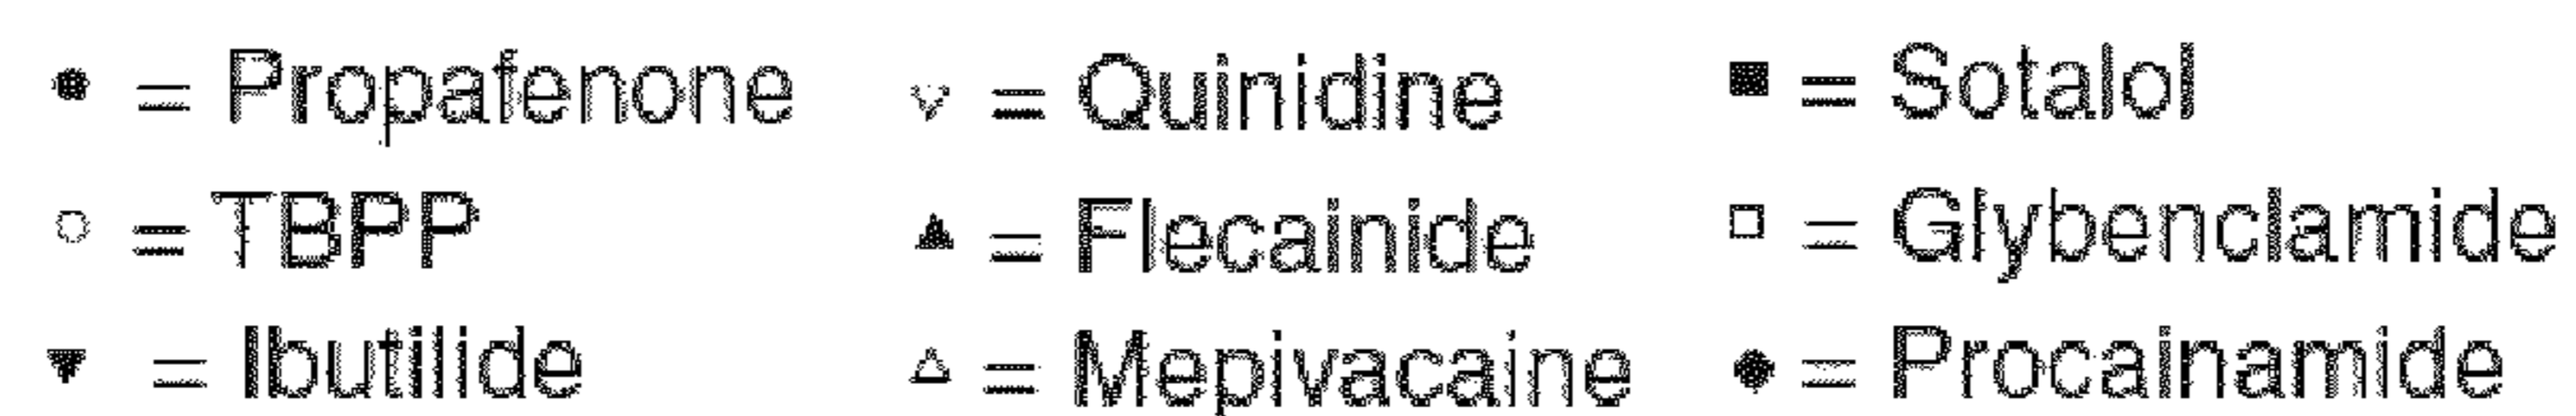 ● = Propafenone ▽ = Quinidine ■ = Sotalol
○ = TBPP ▲ = Flecainide □ = Glybenclamide
▼ = Ibutilide △ = Mepivacaine ◆ = Procainamide